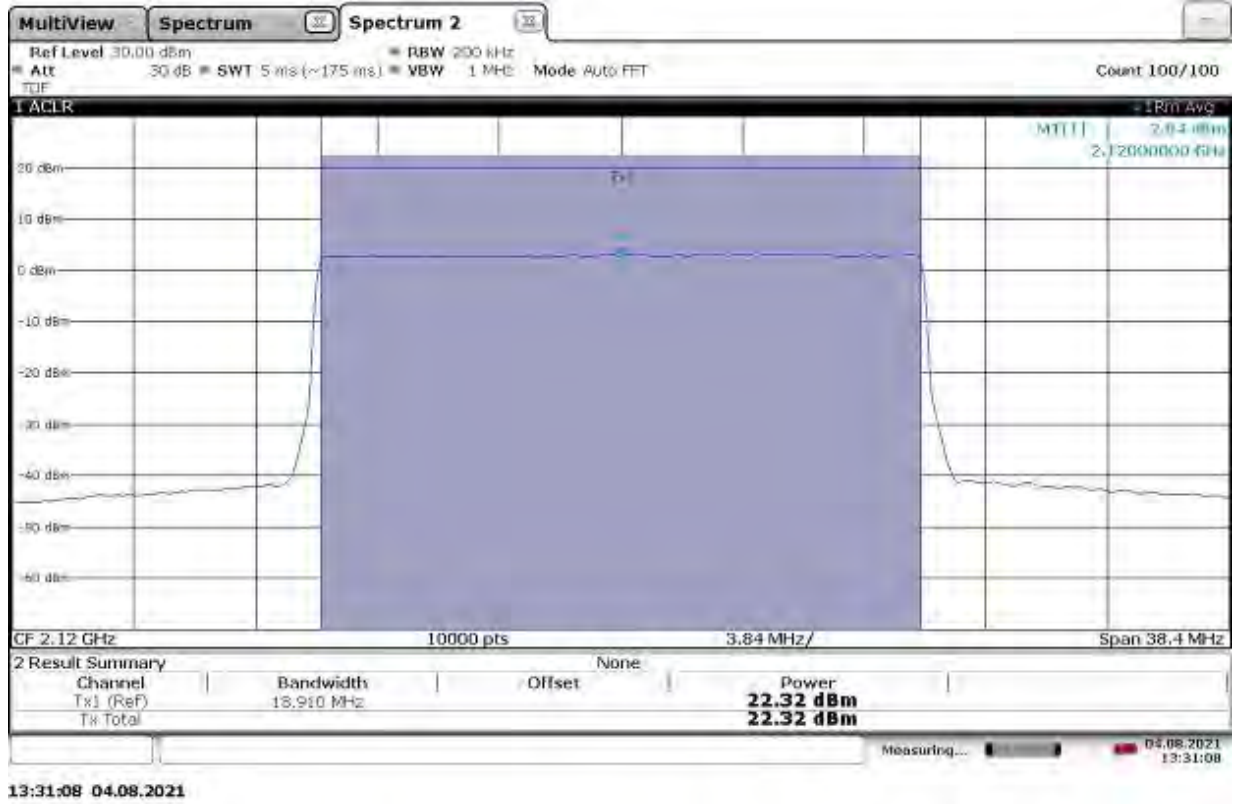 MultiView Spectrum Spectrum 2
Ref Level 30.00 dBm RBW 200 kHz
Att 30 dB SWT 5 ms (~175 ms) VBW 1 MHz Mode Auto FFT Count 100/100
TDF
1 ACLR 1Rm Avg
M1[1] 2.84 dBm
2.12000000 GHz
20 dBm
Tx1
10 dBm
0 dBm
-10 dBm
-20 dBm
-30 dBm
-40 dBm
-50 dBm
-60 dBm
CF 2.12 GHz 10000 pts 3.84 MHz/ Span 38.4 MHz
2 Result Summary None
Channel Bandwidth Offset Power
Tx1 (Ref) 18.910 MHz 22.32 dBm
Tx Total 22.32 dBm
Measuring... 04.08.2021
13:31:08
13:31:08 04.08.2021